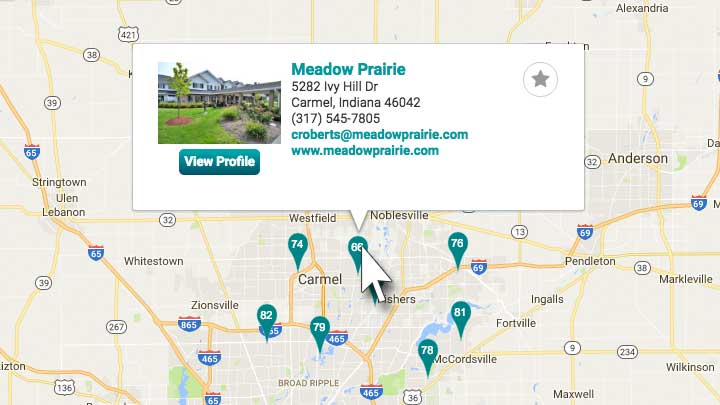 Alexandria
421
Frankton
65
Meadow Prairie
5282 Ivy Hill Dr
Carmel, Indiana 46042
(317) 545-7805
croberts@meadowprairie.com
www.meadowprairie.com
View Profile
65
Anderson
Stringtown
Ulen
Lebanon
32
32
Westfield
Noblesville
13
65
74
66
76
69
69
Pendleton
38
Whitestown
Carmel
Markleville
Zionsville
Fishers
Ingalls
82
865
465
79
81
Fortville
267
465
465
78
McCordsville
234
Wilkinson
136
BROAD RIPPLE
36
Maxwell